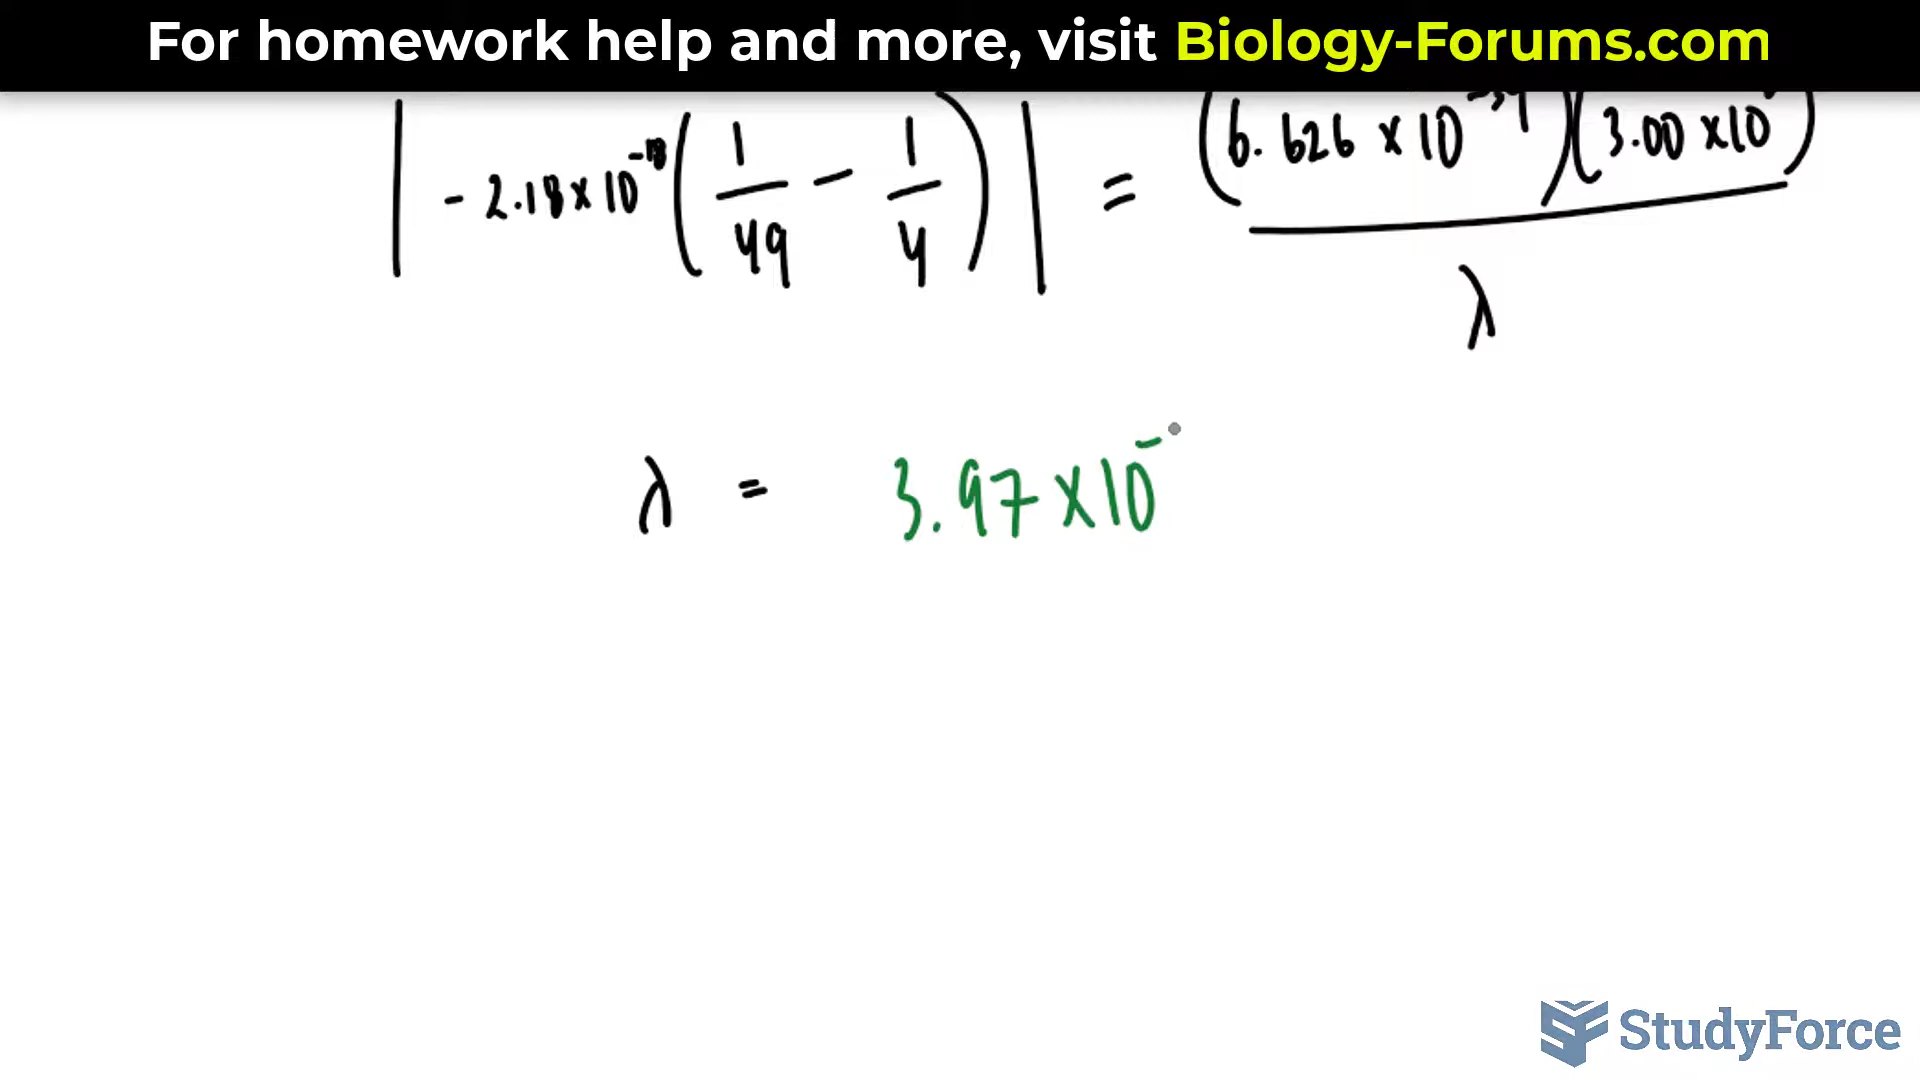 For homework help and more, visit Biology-Forums.com
| - 2.18 × 10^-18 ( 1/49 - 1/4 ) | = (6.626 × 10^-34)(3.00 × 10 ) / λ
λ = 3.97 × 10^-
StudyForce